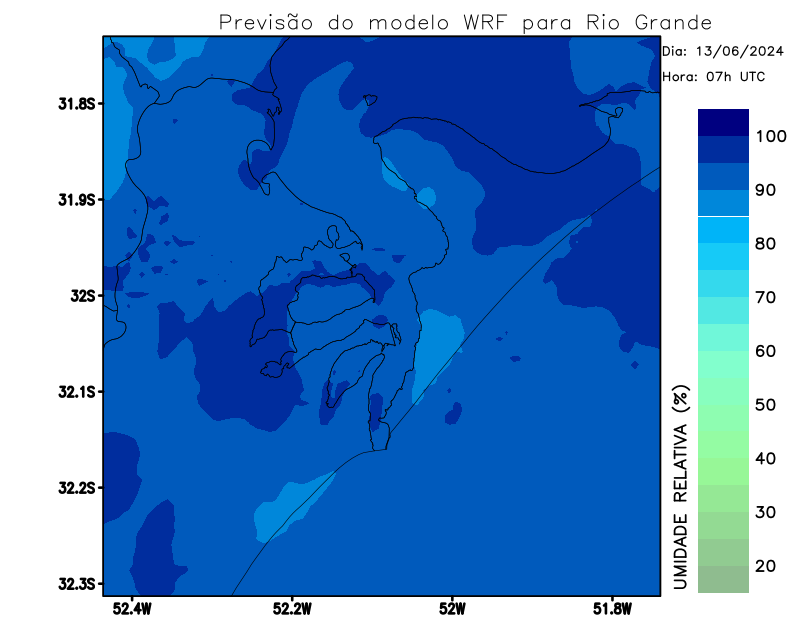 Previsão do modelo WRF para Rio Grande
Dia: 13/06/2024
Hora: 07h UTC
31.8S
31.9S
32S
32.1S
32.2S
32.3S
52.4W
52.2W
52W
51.8W
UMIDADE RELATIVA (%)
100
90
80
70
60
50
40
30
20